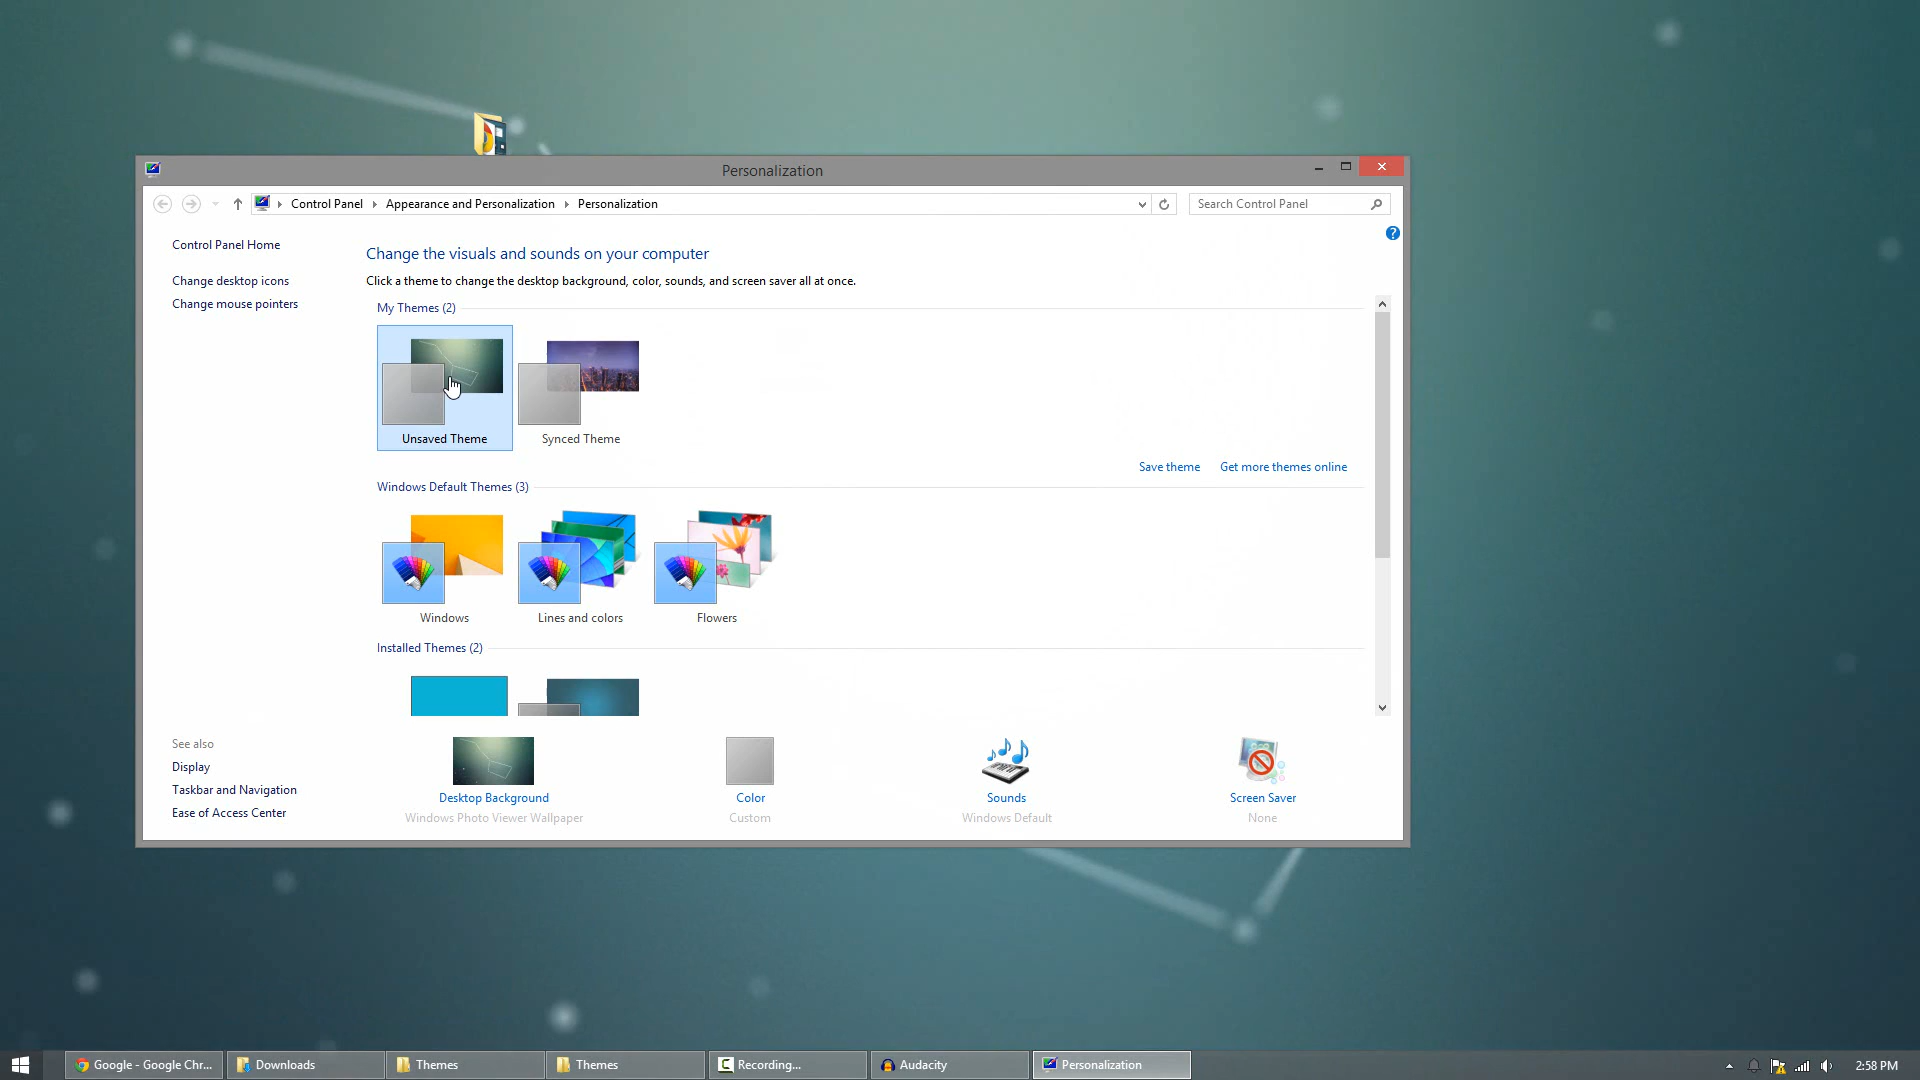 Personalization
Control Panel Appearance and Personalization Personalization
Search Control Panel
?
Control Panel Home
Change desktop icons
Change mouse pointers
Change the visuals and sounds on your computer
Click a theme to change the desktop background, color, sounds, and screen saver all at once.
My Themes (2)
Unsaved Theme
Synced Theme
Save theme
Get more themes online
Windows Default Themes (3)
Windows
Lines and colors
Flowers
Installed Themes (2)
See also
Display
Taskbar and Navigation
Ease of Access Center
Desktop Background
Windows Photo Viewer Wallpaper
Color
Custom
Sounds
Windows Default
Screen Saver
None
Google - Google Chr...
Downloads
Themes
Themes
Recording...
Audacity
Personalization
2:58 PM